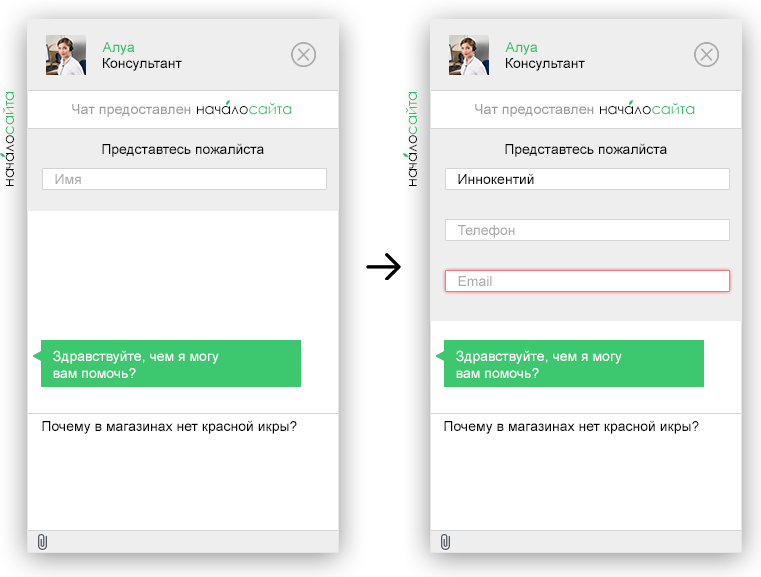 Алуа
Консультант
Чат предоставлен началосайта
началосайта
Представтесь пожалйста
Имя
Здравствуйте, чем я могу
вам помочь?
Почему в магазинах нет красной икры?
Алуа
Консультант
Чат предоставлен началосайта
началосайта
Представтесь пожалйста
Иннокентий
Телефон
Email
Здравствуйте, чем я могу
вам помочь?
Почему в магазинах нет красной икры?